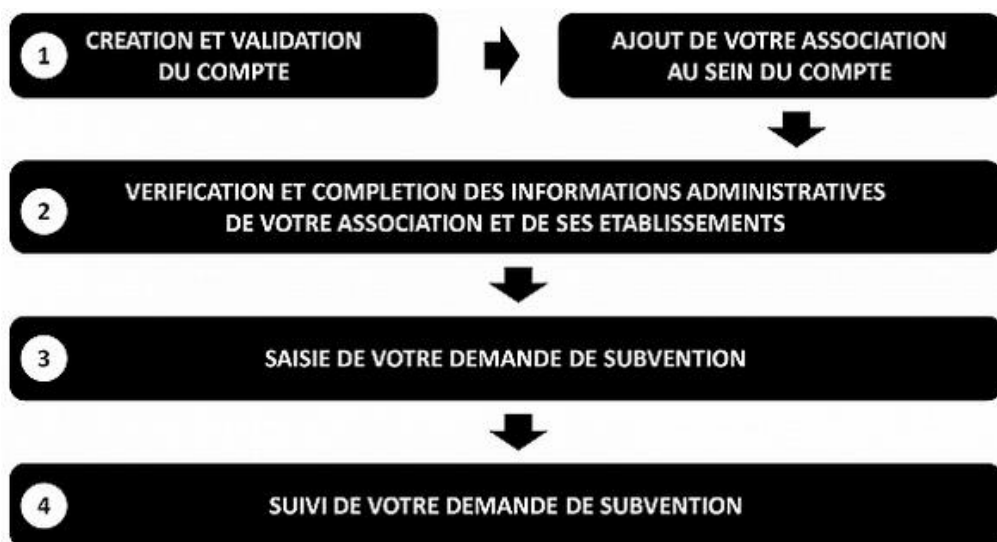 1
CREATION ET VALIDATION
DU COMPTE
AJOUT DE VOTRE ASSOCIATION
AU SEIN DU COMPTE
2
VERIFICATION ET COMPLETION DES INFORMATIONS ADMINISTRATIVES
DE VOTRE ASSOCIATION ET DE SES ETABLISSEMENTS
3
SAISIE DE VOTRE DEMANDE DE SUBVENTION
4
SUIVI DE VOTRE DEMANDE DE SUBVENTION